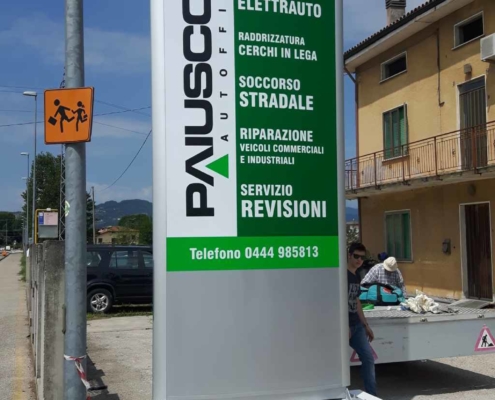 PAIUSCO
AUTOFFI
ELETTRAUTO
RADDRIZZATURA
CERCHI IN LEGA
SOCCORSO
STRADALE
RIPARAZIONE
VEICOLI COMMERCIALI
E INDUSTRIALI
SERVIZIO
REVISIONI
Telefono 0444 985813